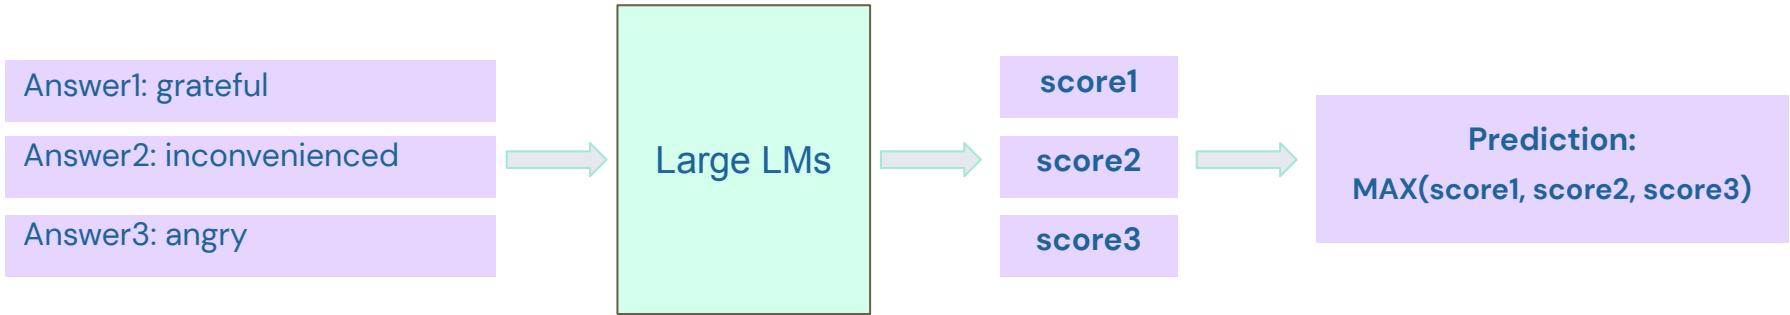 Answer1: grateful
Answer2: inconvenienced
Answer3: angry
Large LMs
score1
score2
score3
Prediction:
MAX(score1, score2, score3)